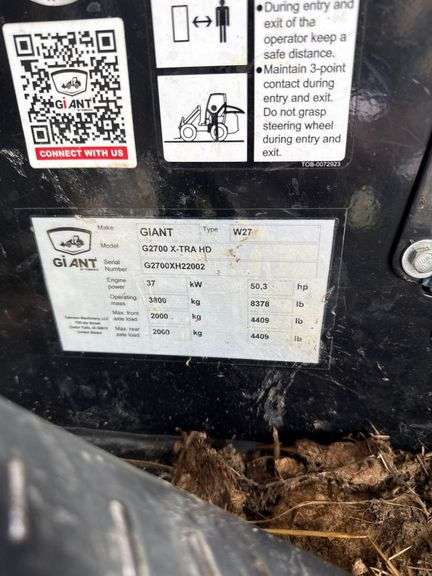 During entry and
exit of the
operator keep a
safe distance.
Maintain 3-point
contact during
entry and exit.
Do not grasp
steering wheel
during entry and
exit.
TOB-0072923
GiANT
CONNECT WITH US
GiANT
Make GIANT Type W27
Model G2700 X-TRA HD
Serial Number G2700XH22002
Engine power 37 kW 50,3 hp
Operating mass 3800 kg 8378 lb
Max. front axle load 2000 kg 4409 lb
Max. rear axle load 2000 kg 4409 lb